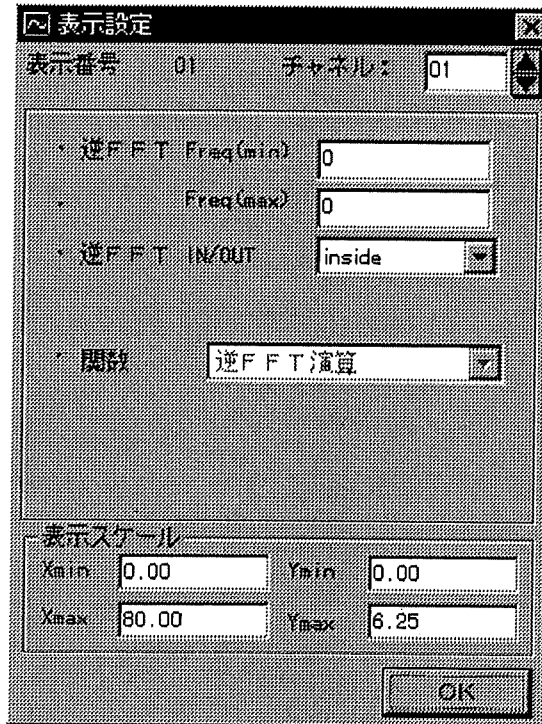 表示設定
表示番号 01 チャネル: 01
・ 逆FFT Freq(min) 0
・ Freq(max) 0
・ 逆FFT IN/OUT inside
・ 関数 逆FFT演算
表示スケール
Xmin 0.00 Ymin 0.00
Xmax 80.00 Ymax 6.25
OK